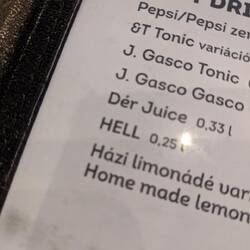 DRI
Pepsi/Pepsi zer
&T Tonic variáció
J. Gasco Tonic
J. Gasco Gasco
Dér Juice 0,33 l
HELL 0,25 l
Házi limonádé vari
Home made lemon